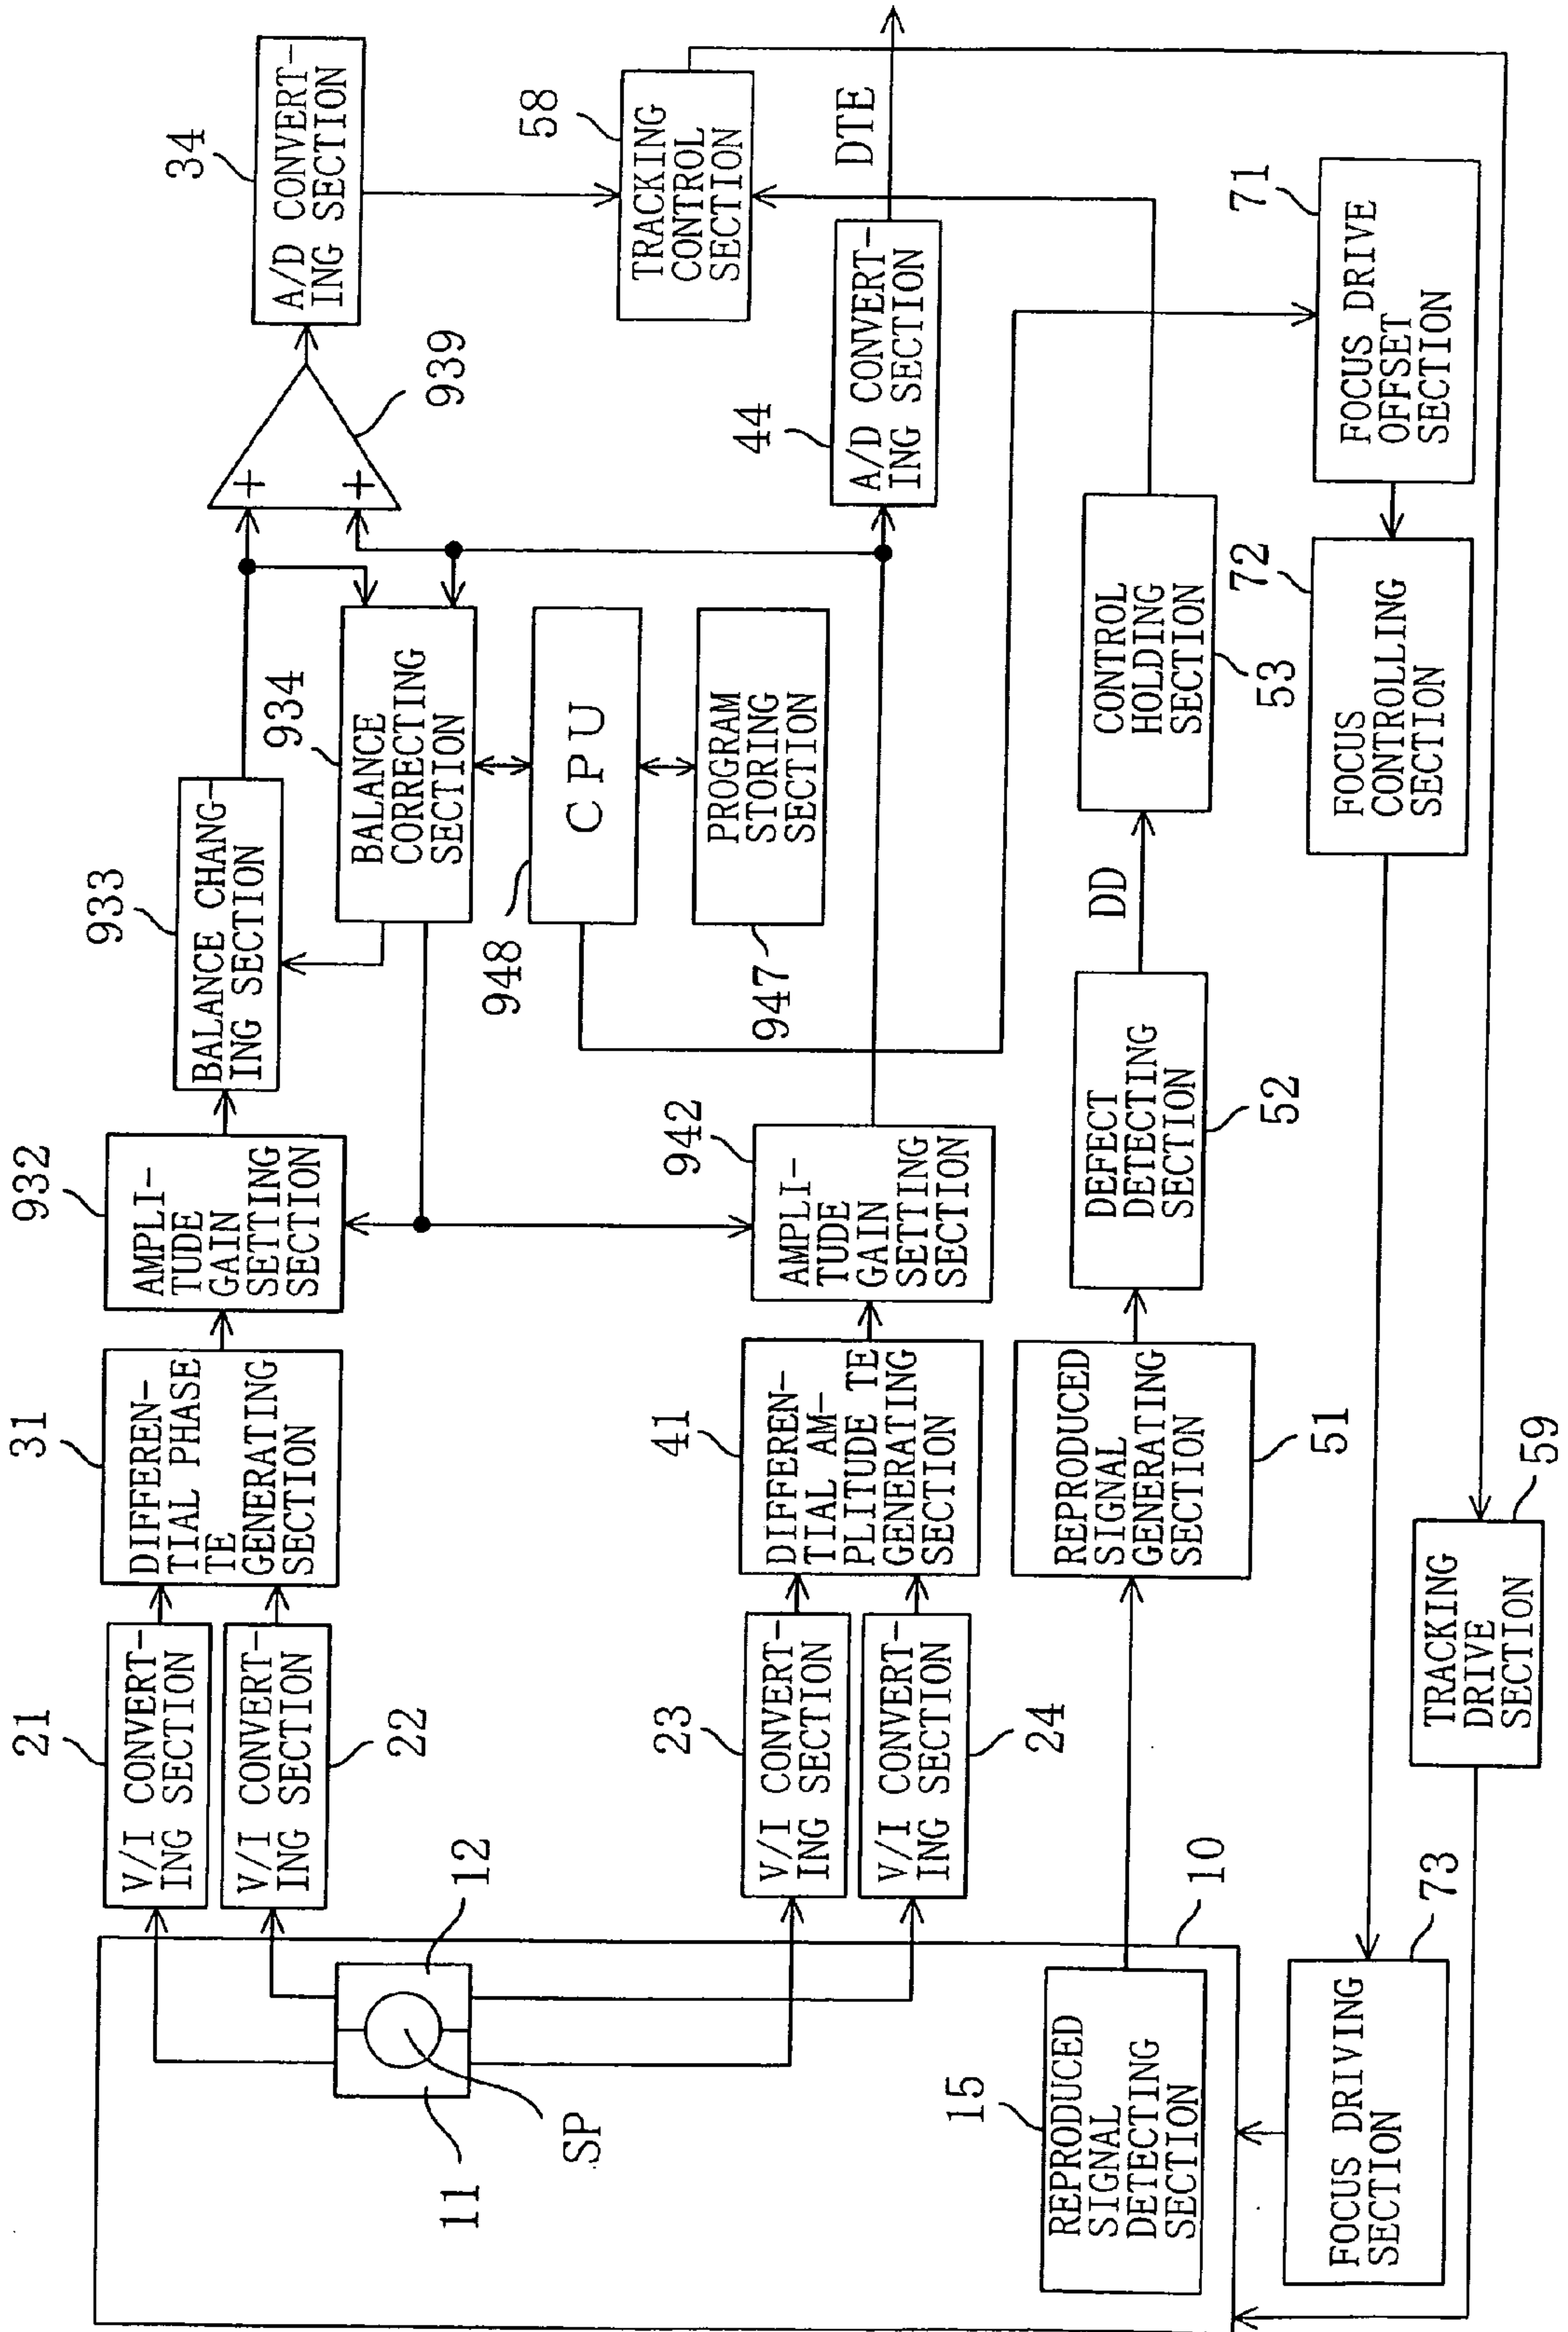 21
V/I CONVERT-
ING SECTION
V/I CONVERT-
ING SECTION
22
31
DIFFEREN-
TIAL PHASE
TE
GENERATING
SECTION
932
AMPLI-
TUDE
GAIN
SETTING
SECTION
933
BALANCE CHANG-
ING SECTION
934
BALANCE
CORRECTING
SECTION
948
CPU
947
PROGRAM
STORING
SECTION
+
+
939
34
A/D CONVERT-
ING SECTION
58
TRACKING
CONTROL
SECTION
12
11
SP
23
V/I CONVERT-
ING SECTION
V/I CONVERT-
ING SECTION
24
41
DIFFEREN-
TIAL AM-
PLITUDE TE
GENERATING
SECTION
942
AMPLI-
TUDE
GAIN
SETTING
SECTION
44
A/D CONVERT-
ING SECTION
DTE
15
REPRODUCED
SIGNAL
DETECTING
SECTION
10
REPRODUCED
SIGNAL
GENERATING
SECTION
51
DEFECT
DETECTING
SECTION
52
DD
CONTROL
HOLDING
SECTION
53
FOCUS DRIVING
SECTION
73
72
FOCUS
CONTROLLING
SECTION
71
FOCUS DRIVE
OFFSET
SECTION
TRACKING
DRIVE
SECTION
59